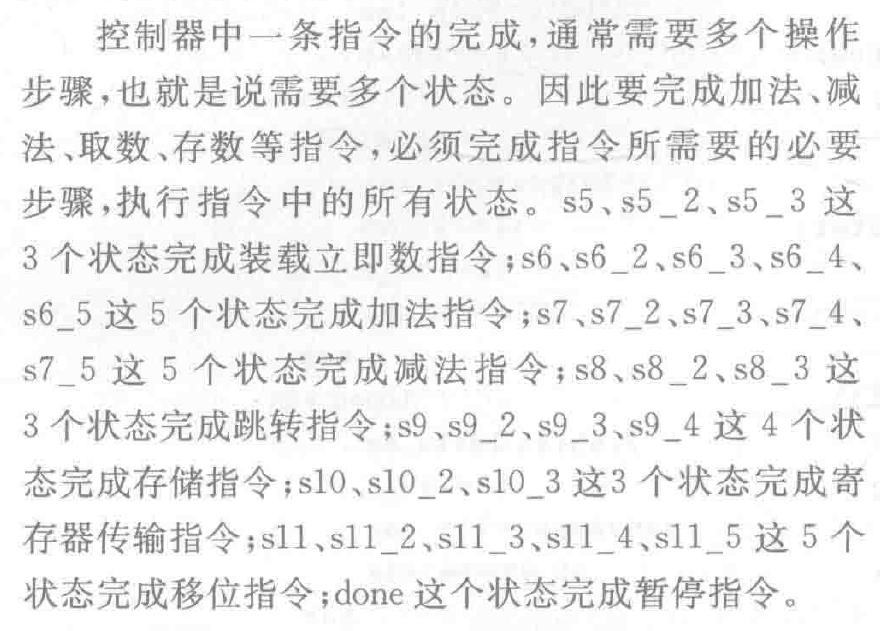 控制器中一条指令的完成,通常需要多个操作
步骤,也就是说需要多个状态。因此要完成加法、减
法、取数、存数等指令,必须完成指令所需要的必要
步骤,执行指令中的所有状态。s5、s5_2、s5_3 这
3 个状态完成装载立即数指令;s6、s6_2、s6_3、s6_4、
s6_5 这 5 个状态完成加法指令;s7、s7_2、s7_3、s7_4、
s7_5 这 5 个状态完成减法指令;s8、s8_2、s8_3 这
3 个状态完成跳转指令;s9、s9_2、s9_3、s9_4 这 4 个状
态完成存储指令;s10、s10_2、s10_3 这3 个状态完成寄
存器传输指令;s11、s11_2、s11_3、s11_4、s11_5 这 5 个
状态完成移位指令;done 这个状态完成暂停指令。